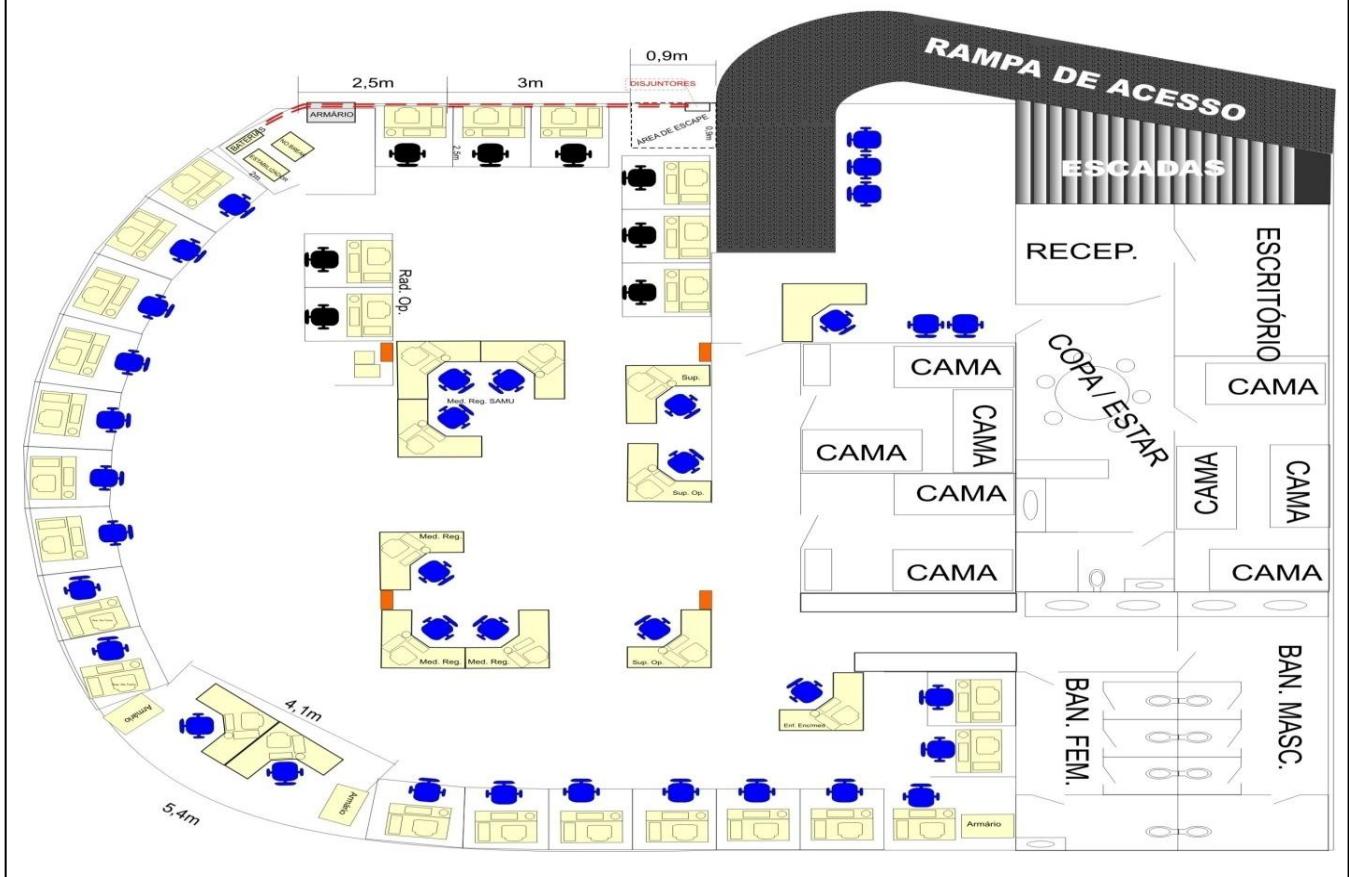 RAMPA DE ACESSO
0,9m
2,5m
3m
DISJUNTORES
ARMÁRIO
ÁREA DE ESCAPE
0,9m
BATERIAS
NO BREAK
ESTABILIZADOR
2m
2,5m
ESCADAS
RECEP.
ESCRITÓRIO
Rad. Op.
COPA / ESTAR
CAMA
CAMA
CAMA
CAMA
CAMA
CAMA
CAMA
CAMA
CAMA
Sup.
Med. Reg. SAMU
Sup. Op.
Med. Reg.
Med. Reg.
Med. Reg.
Sup. Op.
BAN. FEM.
BAN. MASC.
Armário
4,1m
5,4m
Armário
Armário